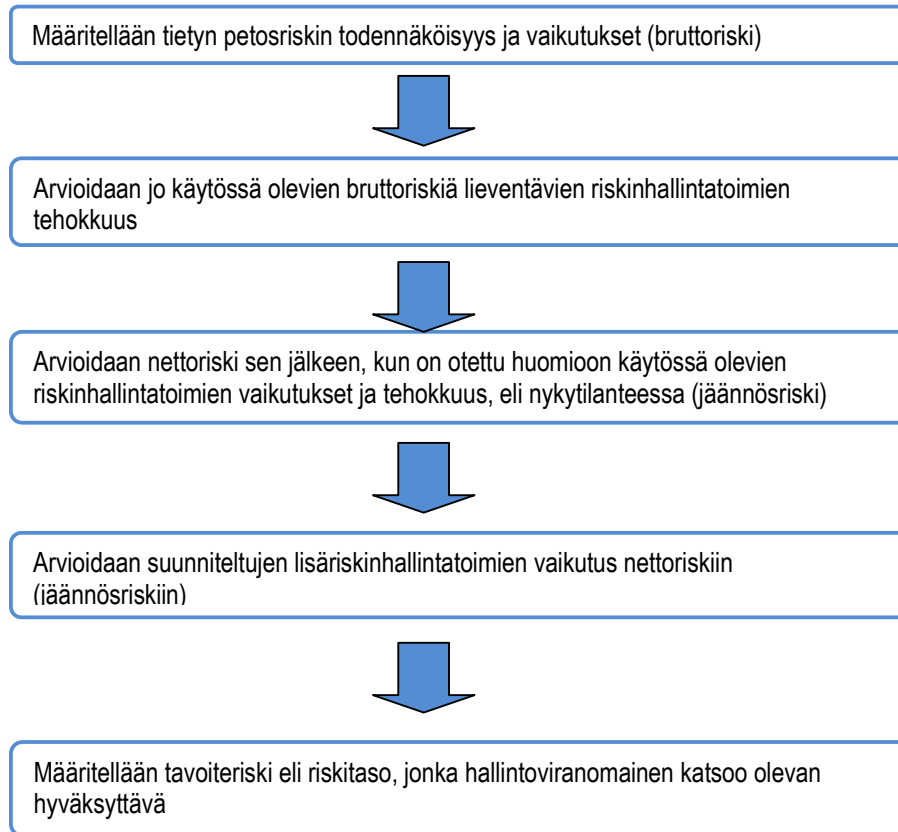 Määritellään tietyn petosriskin todennäköisyys ja vaikutukset (bruttoriski)
Arvioidaan jo käytössä olevien bruttoriskiä lieventävien riskinhallintatoimien
tehokkuus
Arvioidaan nettoriski sen jälkeen, kun on otettu huomioon käytössä olevien
riskinhallintatoimien vaikutukset ja tehokkuus, eli nykytilanteessa (jäännösriski)
Arvioidaan suunniteltujen lisäriskinhallintatoimien vaikutus nettoriskiin
(jäännösriskiin)
Määritellään tavoiteriski eli riskitaso, jonka hallintoviranomainen katsoo olevan
hyväksyttävä